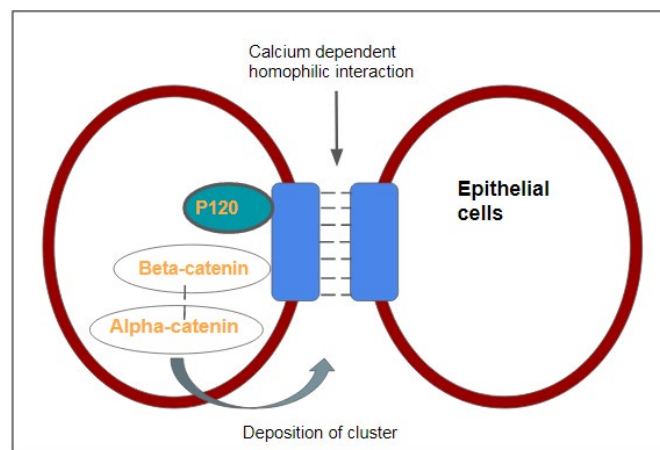 Calcium dependent
homophilic interaction
P120
Epithelial
cells
Beta-catenin
Alpha-catenin
Deposition of cluster